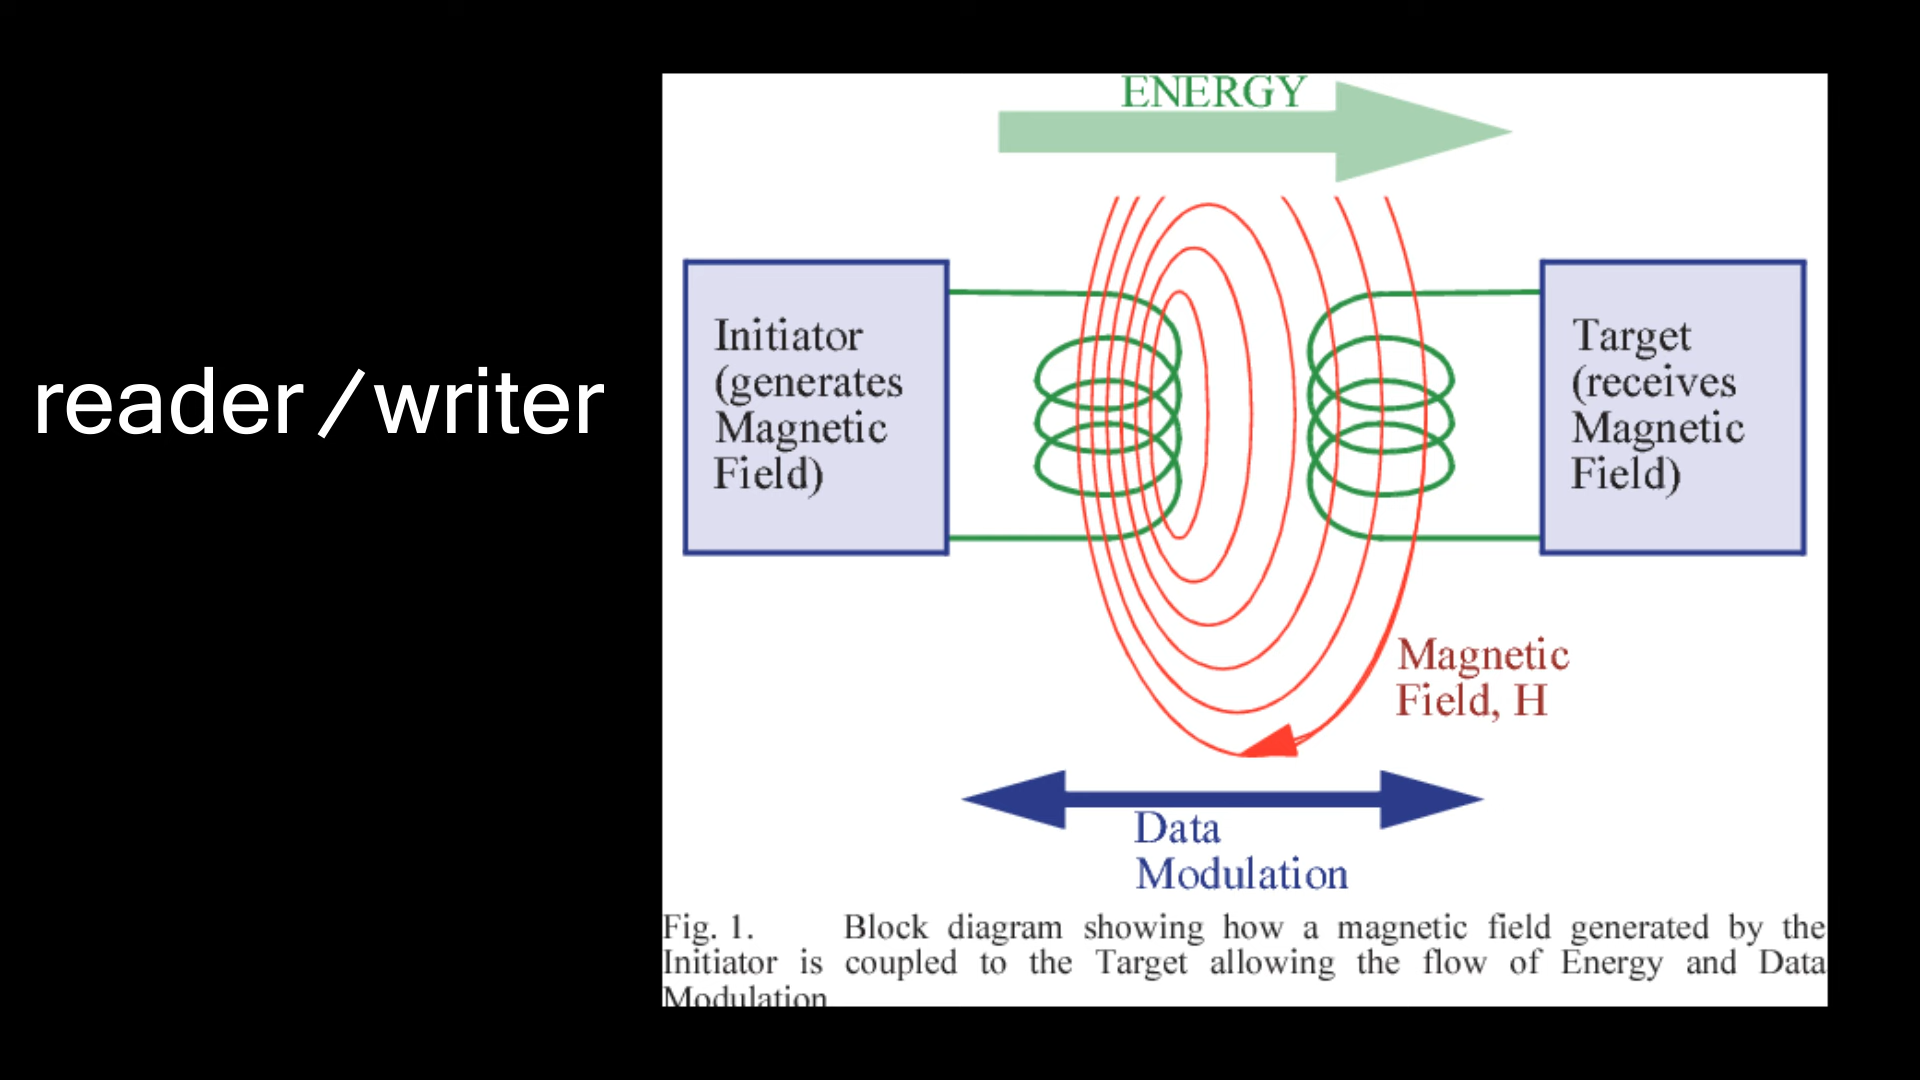 reader/writer
ENERGY
Initiator
(generates
Magnetic
Field)
Target
(receives
Magnetic
Field)
Magnetic
Field, H
Data
Modulation
Fig. 1. Block diagram showing how a magnetic field generated by the
Initiator is coupled to the Target allowing the flow of Energy and Data
Modulation